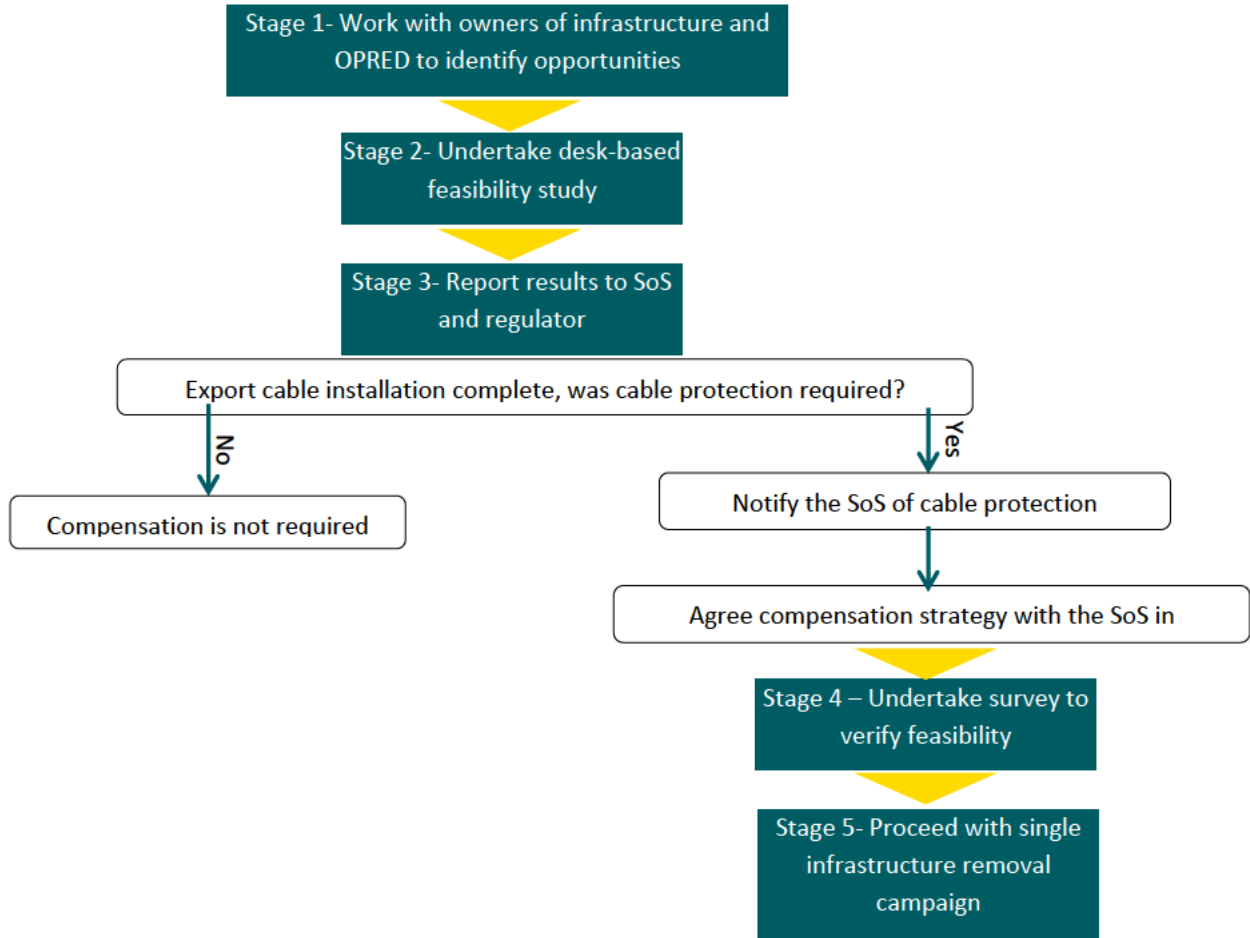 Stage 1- Work with owners of infrastructure and
OPRED to identify opportunities
Stage 2- Undertake desk-based
feasibility study
Stage 3- Report results to SoS
and regulator
Export cable installation complete, was cable protection required?
No
Yes
Compensation is not required
Notify the SoS of cable protection
Agree compensation strategy with the SoS in
Stage 4 – Undertake survey to
verify feasibility
Stage 5- Proceed with single
infrastructure removal
campaign